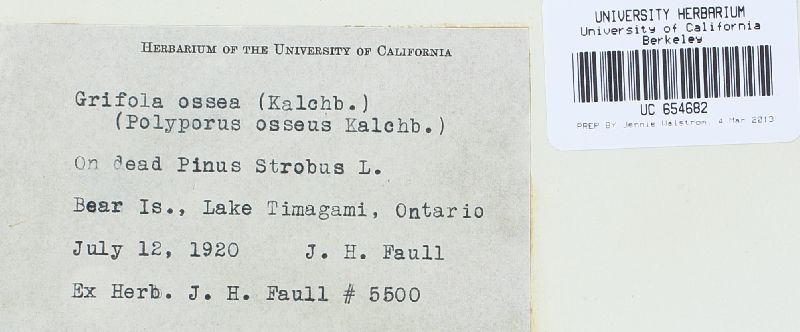 HERBARIUM OF THE UNIVERSITY OF CALIFORNIA
Grifola ossea (Kalchb.)
(Polyporus osseus Kalchb.)
On dead Pinus Strobus L.
Bear Is., Lake Timagami, Ontario
July 12, 1920 J. H. Faull
Ex Herb. J. H. Faull # 5500
UNIVERSITY HERBARIUM
University of California
Berkeley
UC 654682
PREP BY Jennie Walstrom, 4 Mar 2013